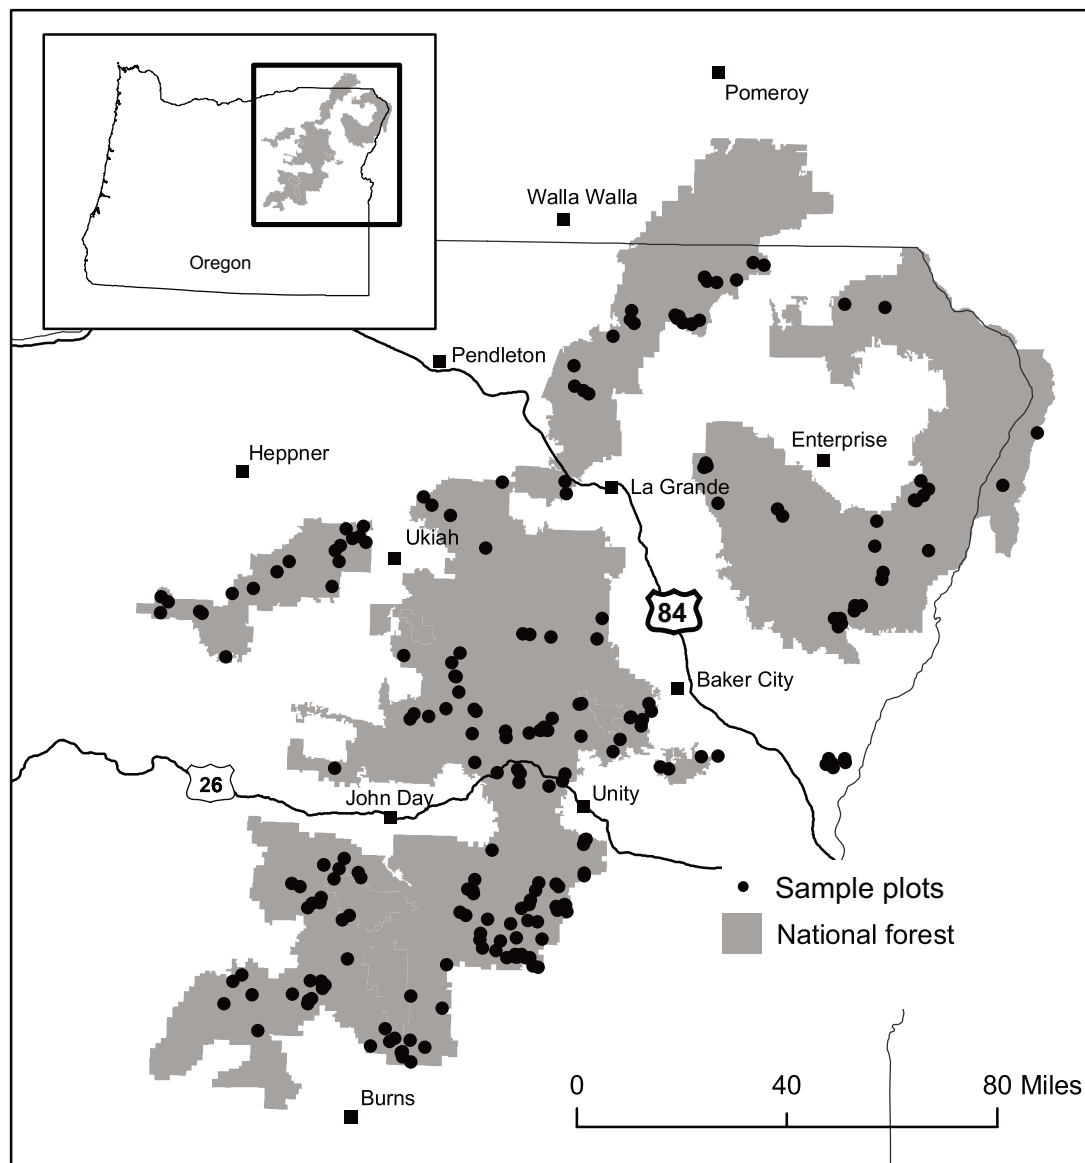 Pomeroy
Walla Walla
Oregon
Pendleton
Enterprise
Heppner
La Grande
Ukiah
84
Baker City
26
John Day
Unity
Sample plots
National forest
0 40 80 Miles
Burns